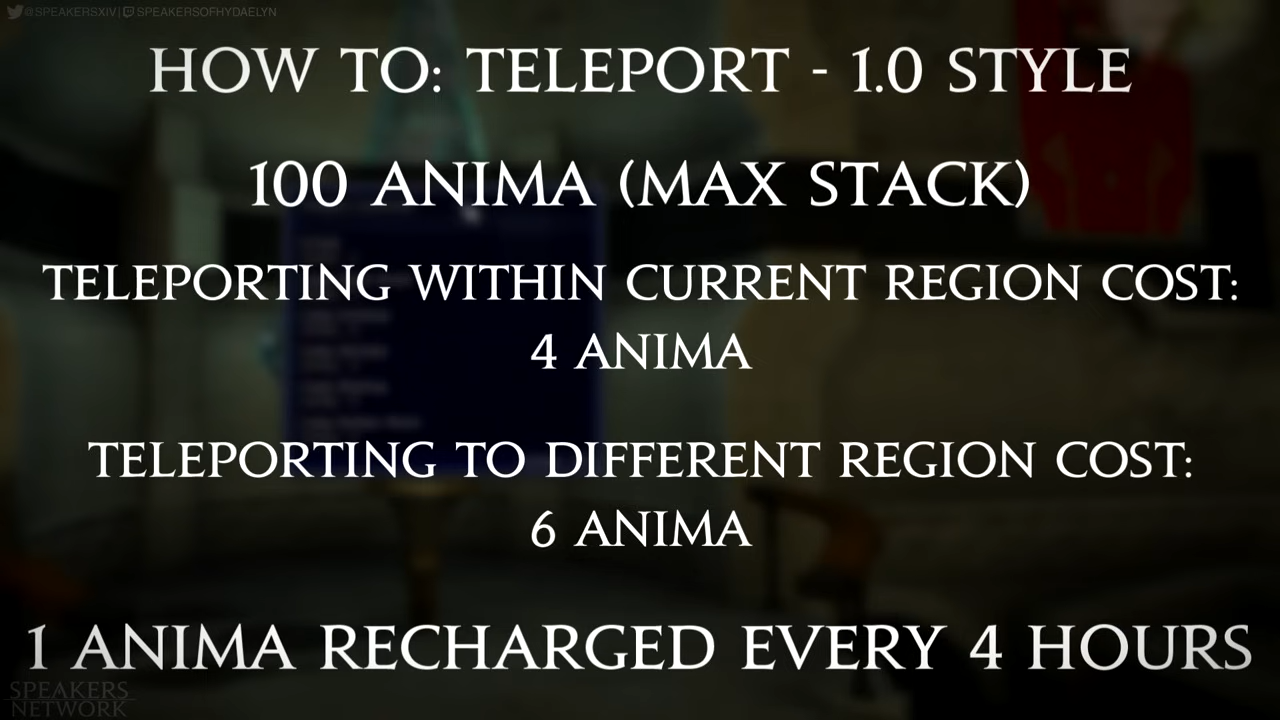 @SPEAKERSXIV | SPEAKERSOFHYDAELYN
HOW TO: TELEPORT - 1.0 STYLE
100 ANIMA (MAX STACK)
TELEPORTING WITHIN CURRENT REGION COST:
4 ANIMA
TELEPORTING TO DIFFERENT REGION COST:
6 ANIMA
1 ANIMA RECHARGED EVERY 4 HOURS
SPEAKERS
NETWORK